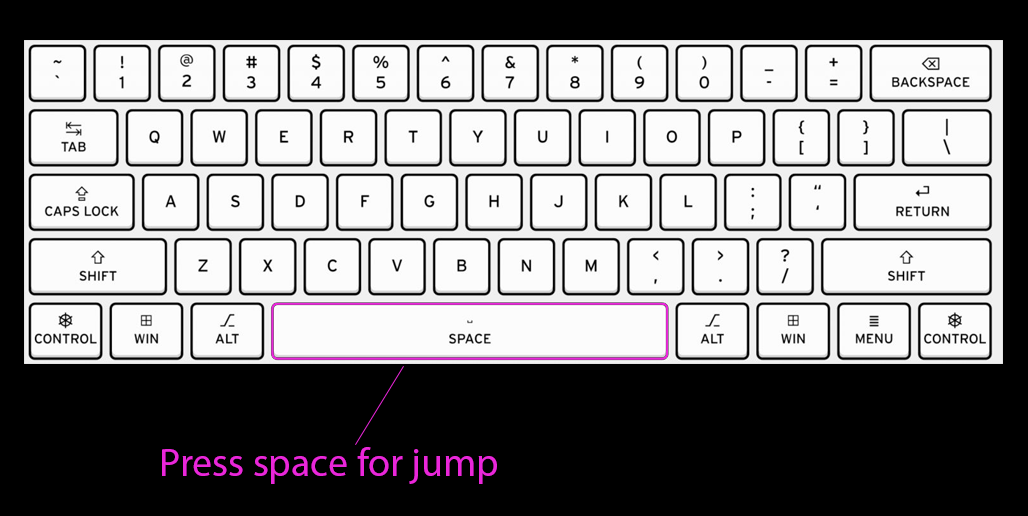 ~ ! @ # $ % ^ & * ( ) _ +
` 1 2 3 4 5 6 7 8 9 0 - = BACKSPACE
TAB Q W E R T Y U I O P { [ } ] | \
CAPS LOCK A S D F G H J K L : ; “ ‘ RETURN
SHIFT Z X C V B N M < , > . ? / SHIFT
CONTROL WIN ALT SPACE ALT WIN MENU CONTROL
Press space for jump